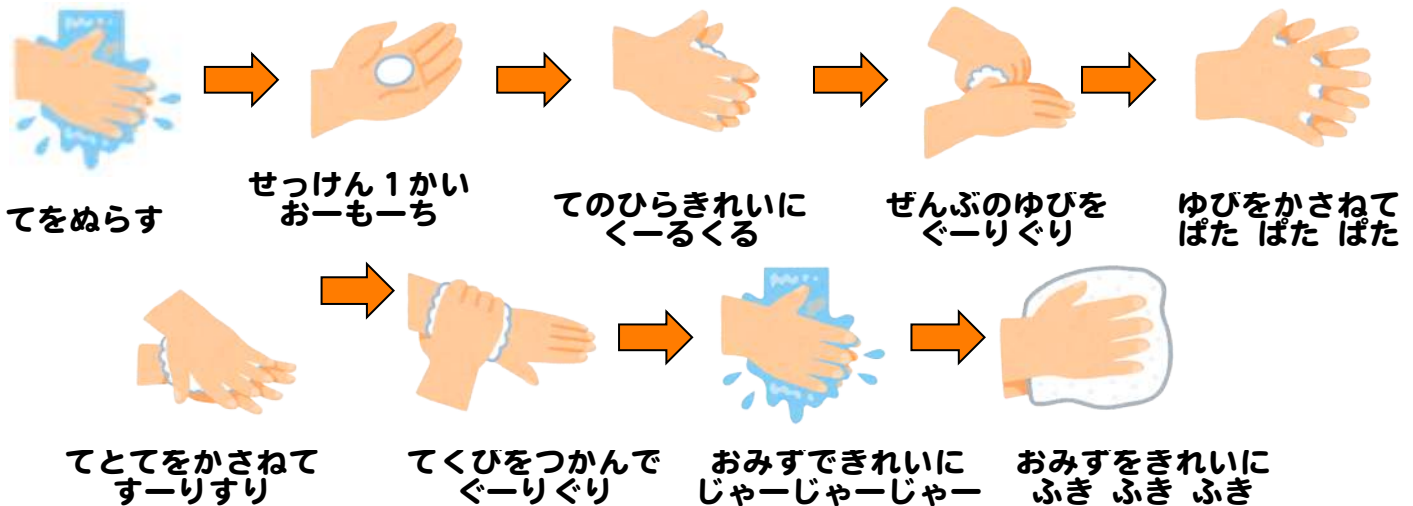 てをぬらす
せっけん１かい
おーもーち
てのひらきれいに
くーるくる
ぜんぶのゆびを
ぐーりぐり
ゆびをかさねて
ぱた ぱた ぱた
てとてをかさねて
すーりすり
てくびをつかんで
ぐーりぐり
おみずできれいに
じゃーじゃーじゃー
おみずをきれいに
ふき ふき ふき